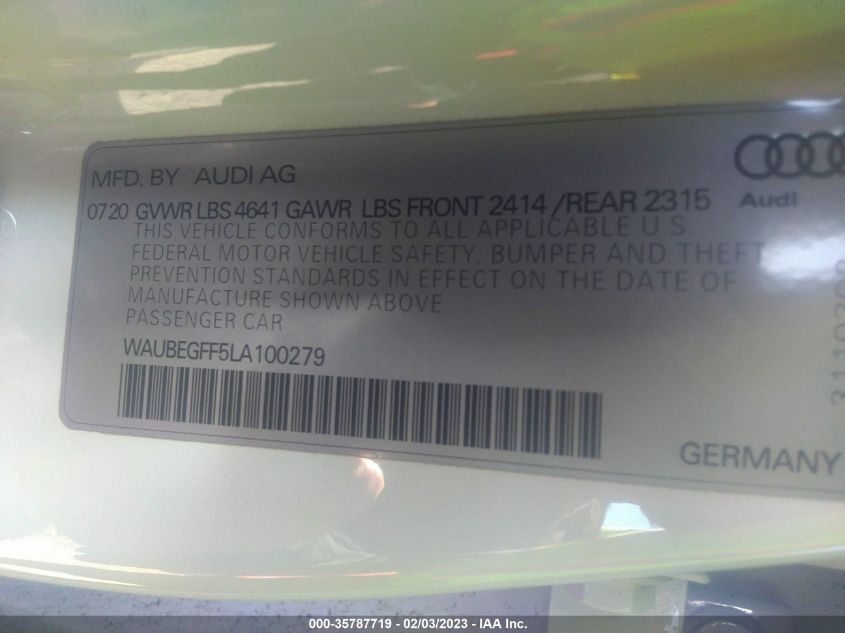 MFD. BY AUDI AG
0720 GVWR LBS 4641 GAWR LBS FRONT 2414 /REAR 2315
Audi
THIS VEHICLE CONFORMS TO ALL APPLICABLE U S
FEDERAL MOTOR VEHICLE SAFETY, BUMPER AND THEFT
PREVENTION STANDARDS IN EFFECT ON THE DATE OF
MANUFACTURE SHOWN ABOVE
PASSENGER CAR
WAUBEGFF5LA100279
GERMANY
000-35787719 - 02/03/2023 - IAA Inc.